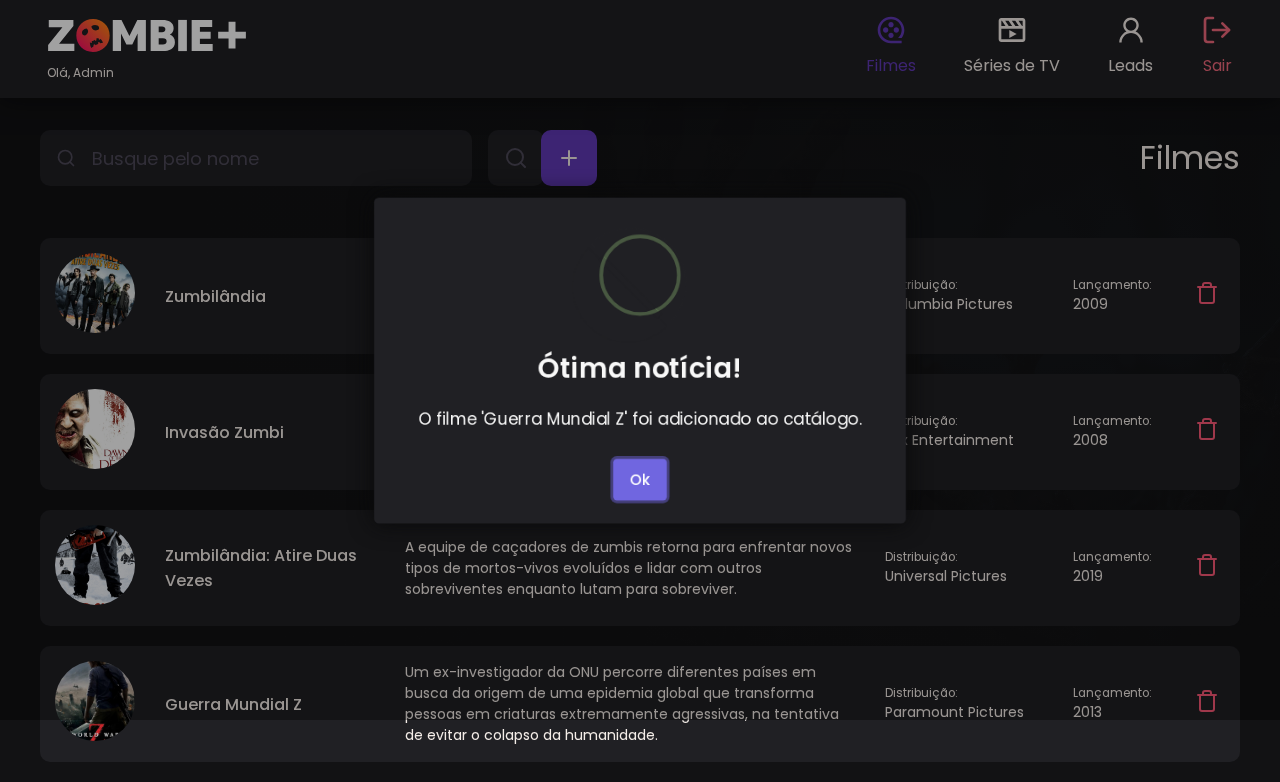 ZOMBIE+
Olá, Admin
Filmes
Séries de TV
Leads
Sair
Busque pelo nome
Filmes
Zumbilândia
tribuição:
lumbia Pictures
Lançamento:
2009
Ótima notícia!
O filme 'Guerra Mundial Z' foi adicionado ao catálogo.
Ok
Invasão Zumbi
tribuição:
Entertainment
Lançamento:
2008
Zumbilândia: Atire Duas
Vezes
A equipe de caçadores de zumbis retorna para enfrentar novos
tipos de mortos-vivos evoluídos e lidar com outros
sobreviventes enquanto lutam para sobreviver.
Distribuição:
Universal Pictures
Lançamento:
2019
Guerra Mundial Z
Um ex-investigador da ONU percorre diferentes países em
busca da origem de uma epidemia global que transforma
pessoas em criaturas extremamente agressivas, na tentativa
de evitar o colapso da humanidade.
Distribuição:
Paramount Pictures
Lançamento:
2013